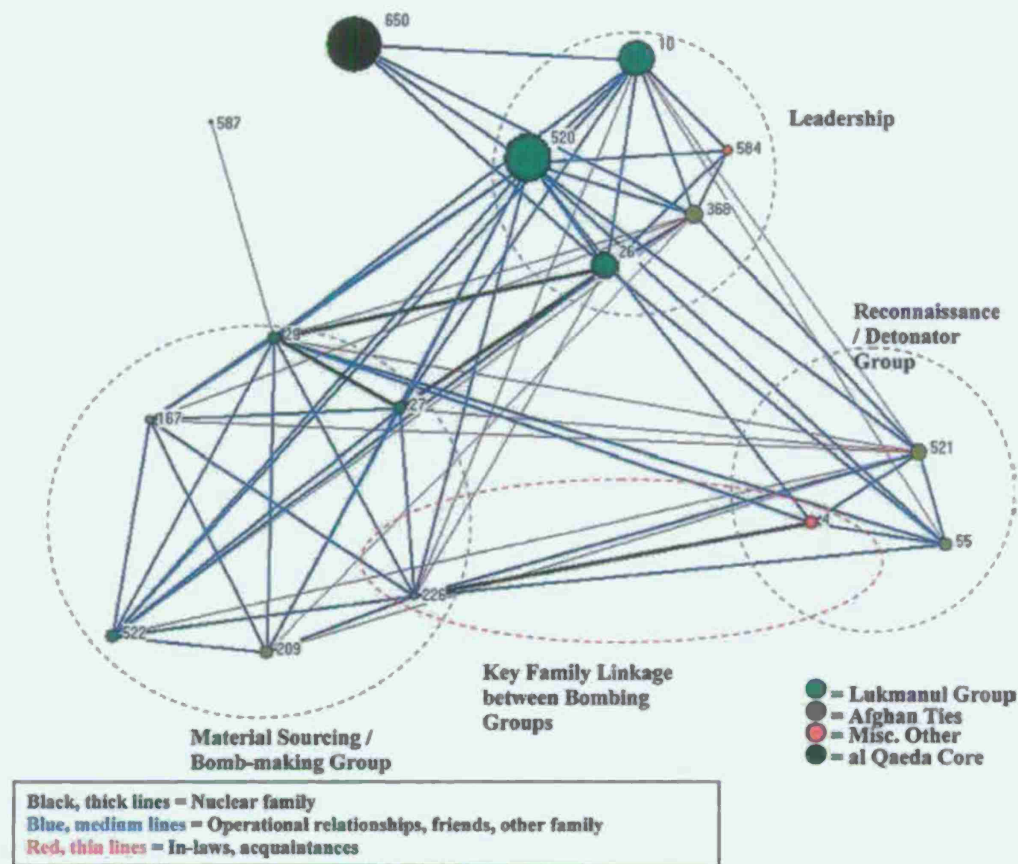 650
10
Leadership
587
520
584
368
26
Reconnaissance
/ Detonator
Group
29
27
167
521
55
226
522
209
Key Family Linkage
between Bombing
Groups
= Lukmanul Group
= Afghan Ties
= Misc. Other
= al Qaeda Core
Material Sourcing /
Bomb-making Group
Black, thick lines = Nuclear family
Blue, medium lines = Operational relationships, friends, other family
Red, thin lines = In-laws, acquaintances